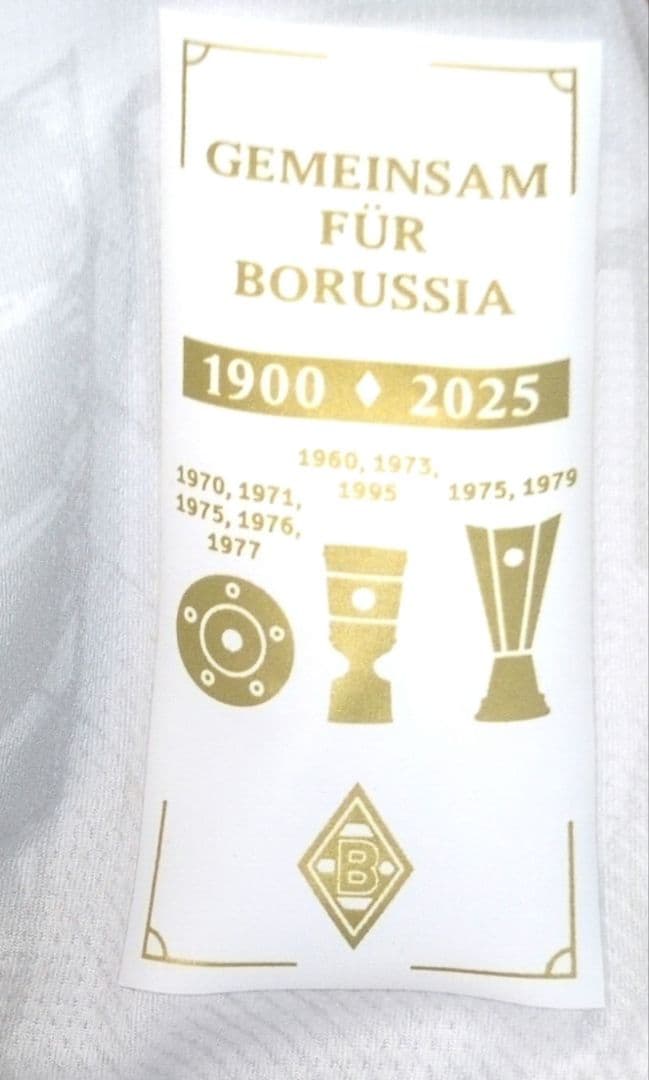 GEMEINSAM
FÜR
BORUSSIA
1900 2025
1970, 1971,
1975, 1976,
1977
1960, 1973,
1995
1975, 1979
B